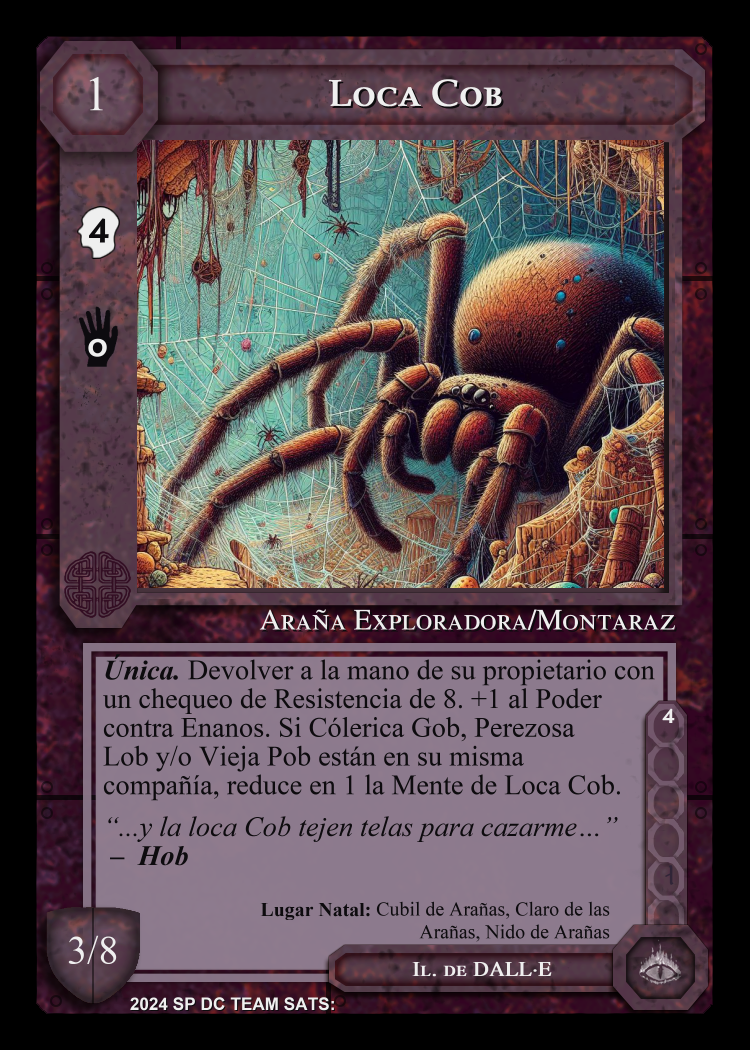 1
Loca Cob
4
0
Araña Exploradora/Montaraz
Única. Devolver a la mano de su propietario con
un chequeo de Resistencia de 8. +1 al Poder
contra Enanos. Si Cólerica Gob, Perezosa
Lob y/o Vieja Pob están en su misma
compañía, reduce en 1 la Mente de Loca Cob.
4
“...y la loca Cob tejen telas para cazarme…”
– Hob
Lugar Natal: Cubil de Arañas, Claro de las
Arañas, Nido de Arañas
3/8
Il. de DALL·E
2024 SP DC TEAM SATS: